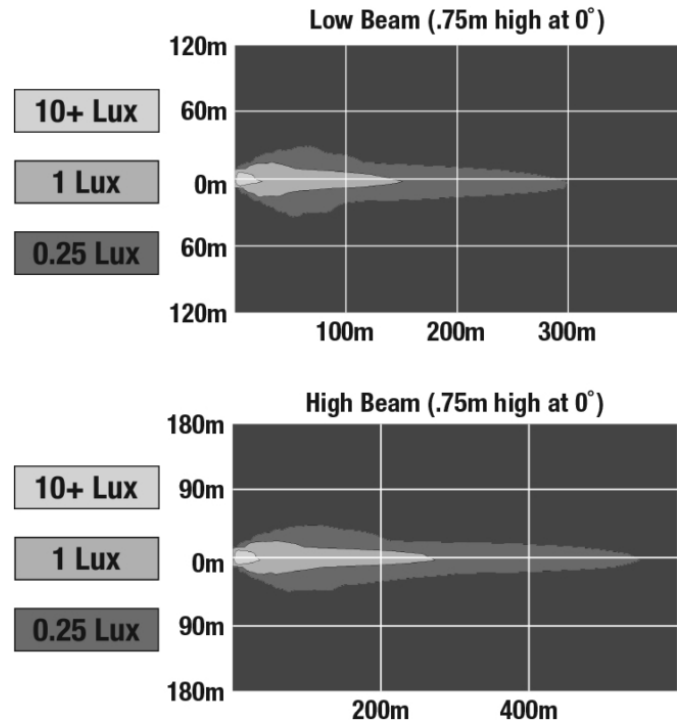 Low Beam (.75m high at 0˚)
120m
60m
0m
60m
120m
100m 200m 300m
10+ Lux
1 Lux
0.25 Lux
High Beam (.75m high at 0˚)
180m
90m
0m
90m
180m
200m 400m
10+ Lux
1 Lux
0.25 Lux